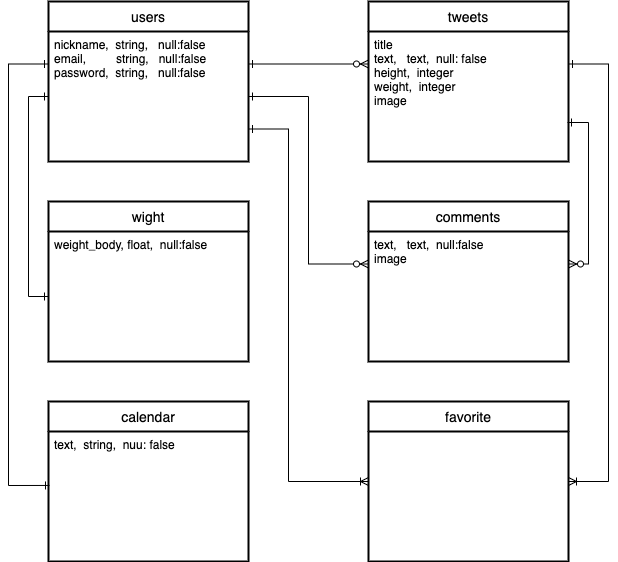 users
nickname, string, null:false
email, string, null:false
password, string, null:false
tweets
title
text, text, null: false
height, integer
weight, integer
image
wight
weight_body, float, null:false
comments
text, text, null:false
image
calendar
text, string, nuu: false
favorite